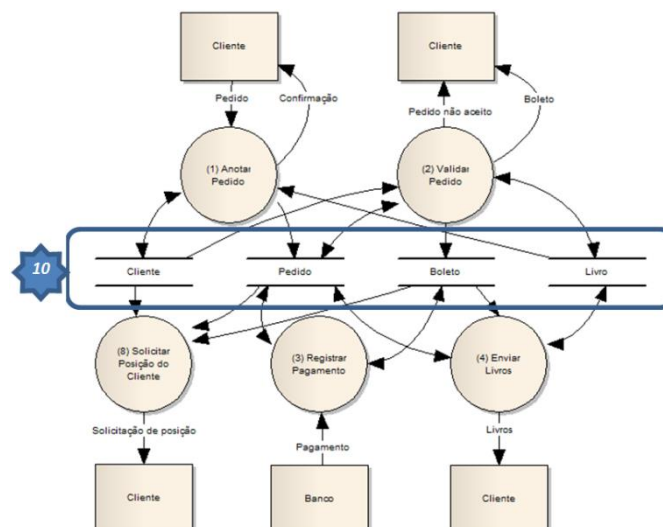 Cliente
Cliente
Pedido
Confirmação
Pedido não aceito
Boleto
(1) Anotar
Pedido
(2) Validar
Pedido
10
Cliente
Pedido
Boleto
Livro
(8) Solicitar
Posição do
Cliente
(3) Registrar
Pagamento
(4) Enviar
Livros
Solicitação de posição
Pagamento
Livros
Cliente
Banco
Cliente